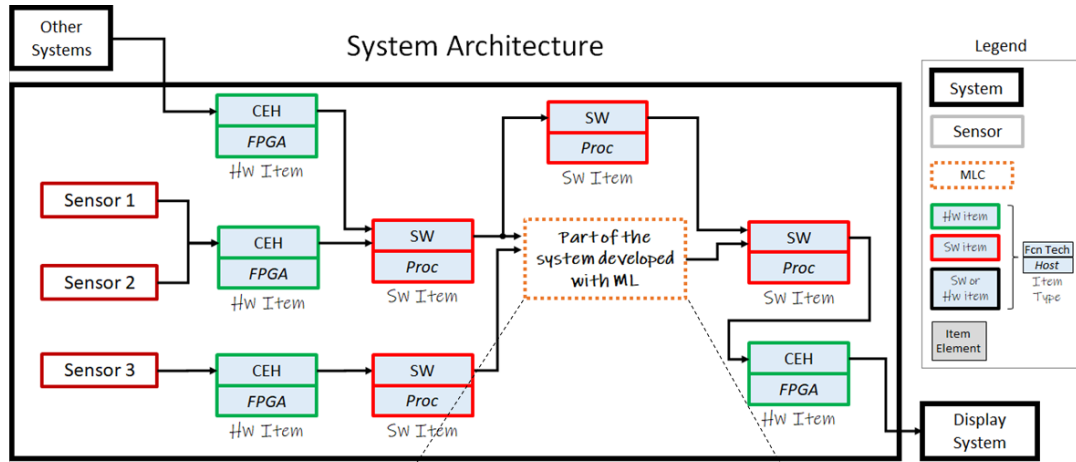 Other
Systems
System Architecture
Legend
System
Sensor
MLC
HW item
SW item
SW or
HW item
Fcn Tech
Host
Item
Type
Item
Element
CEH
FPGA
HW Item
SW
Proc
SW Item
Sensor 1
Sensor 2
CEH
FPGA
HW Item
SW
Proc
SW Item
Part of the
system developed
with ML
SW
Proc
SW Item
Sensor 3
CEH
FPGA
HW Item
SW
Proc
SW Item
CEH
FPGA
HW Item
Display
System